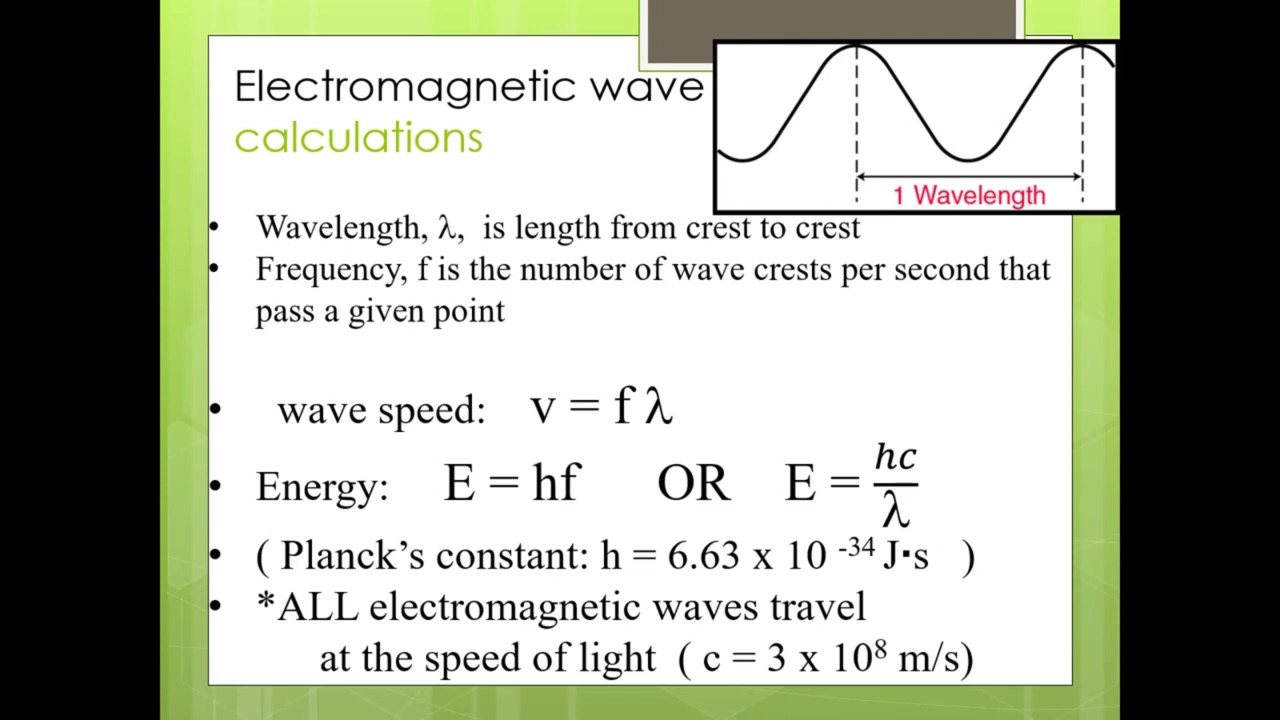 Electromagnetic wave
calculations
1 Wavelength
• Wavelength, λ, is length from crest to crest
• Frequency, f is the number of wave crests per second that
pass a given point
• wave speed: v = f λ
• Energy: E = hf OR E = hc/λ
• ( Planck's constant: h = 6.63 x 10 ⁻³⁴ J▪s )
• *ALL electromagnetic waves travel
at the speed of light ( c = 3 x 10⁸ m/s)